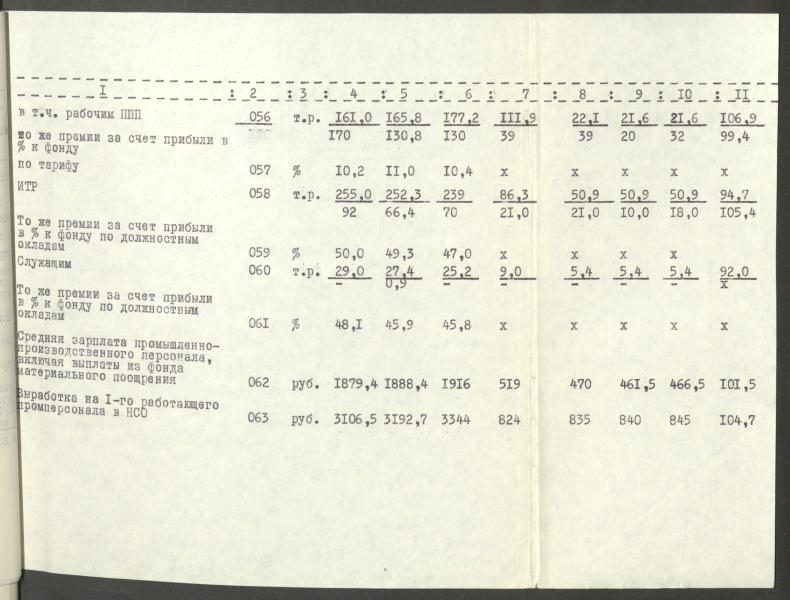 I : 2 : 3 : 4 : 5 : 6 : 7 : 8 : 9 : 10 : II
в т.ч. рабочим ППП 056 т.р. I6I,0 I65,8 I77,2 III,9 22,I 2I,6 2I,6 I06,9
I70 I30,8 I30 39 39 20 32 99,4
то же премии за счет прибыли в
% к фонду
по тарифу 057 % I0,2 II,0 I0,4 x x x x x
ИТР 058 т.р. 255,0 252,3 239 86,3 50,9 50,9 50,9 94,7
92 66,4 70 2I,0 2I,0 I0,0 I8,0 I05,4
То же премии за счет прибыли
в % к фонду по должностным
окладам 059 % 50,0 49,3 47,0 x x x x
Служащим 060 т.р. 29,0 27,4 25,2 9,0 5,4 5,4 5,4 92,0
- 0,9 - - - - - x
То же премии за счет прибыли
в % к фонду по должностным
окладам 06I % 48,I 45,9 45,8 x x x x x
Средняя зарплата промышленно-
производственного персонала,
включая выплаты из фонда
материального поощрения 062 руб. I879,4 I888,4 I9I6 5I9 470 46I,5 466,5 I0I,5
Выработка на I-го работающего
промперсонала в НСО 063 руб. 3I06,5 3I92,7 3344 824 835 840 845 I04,7